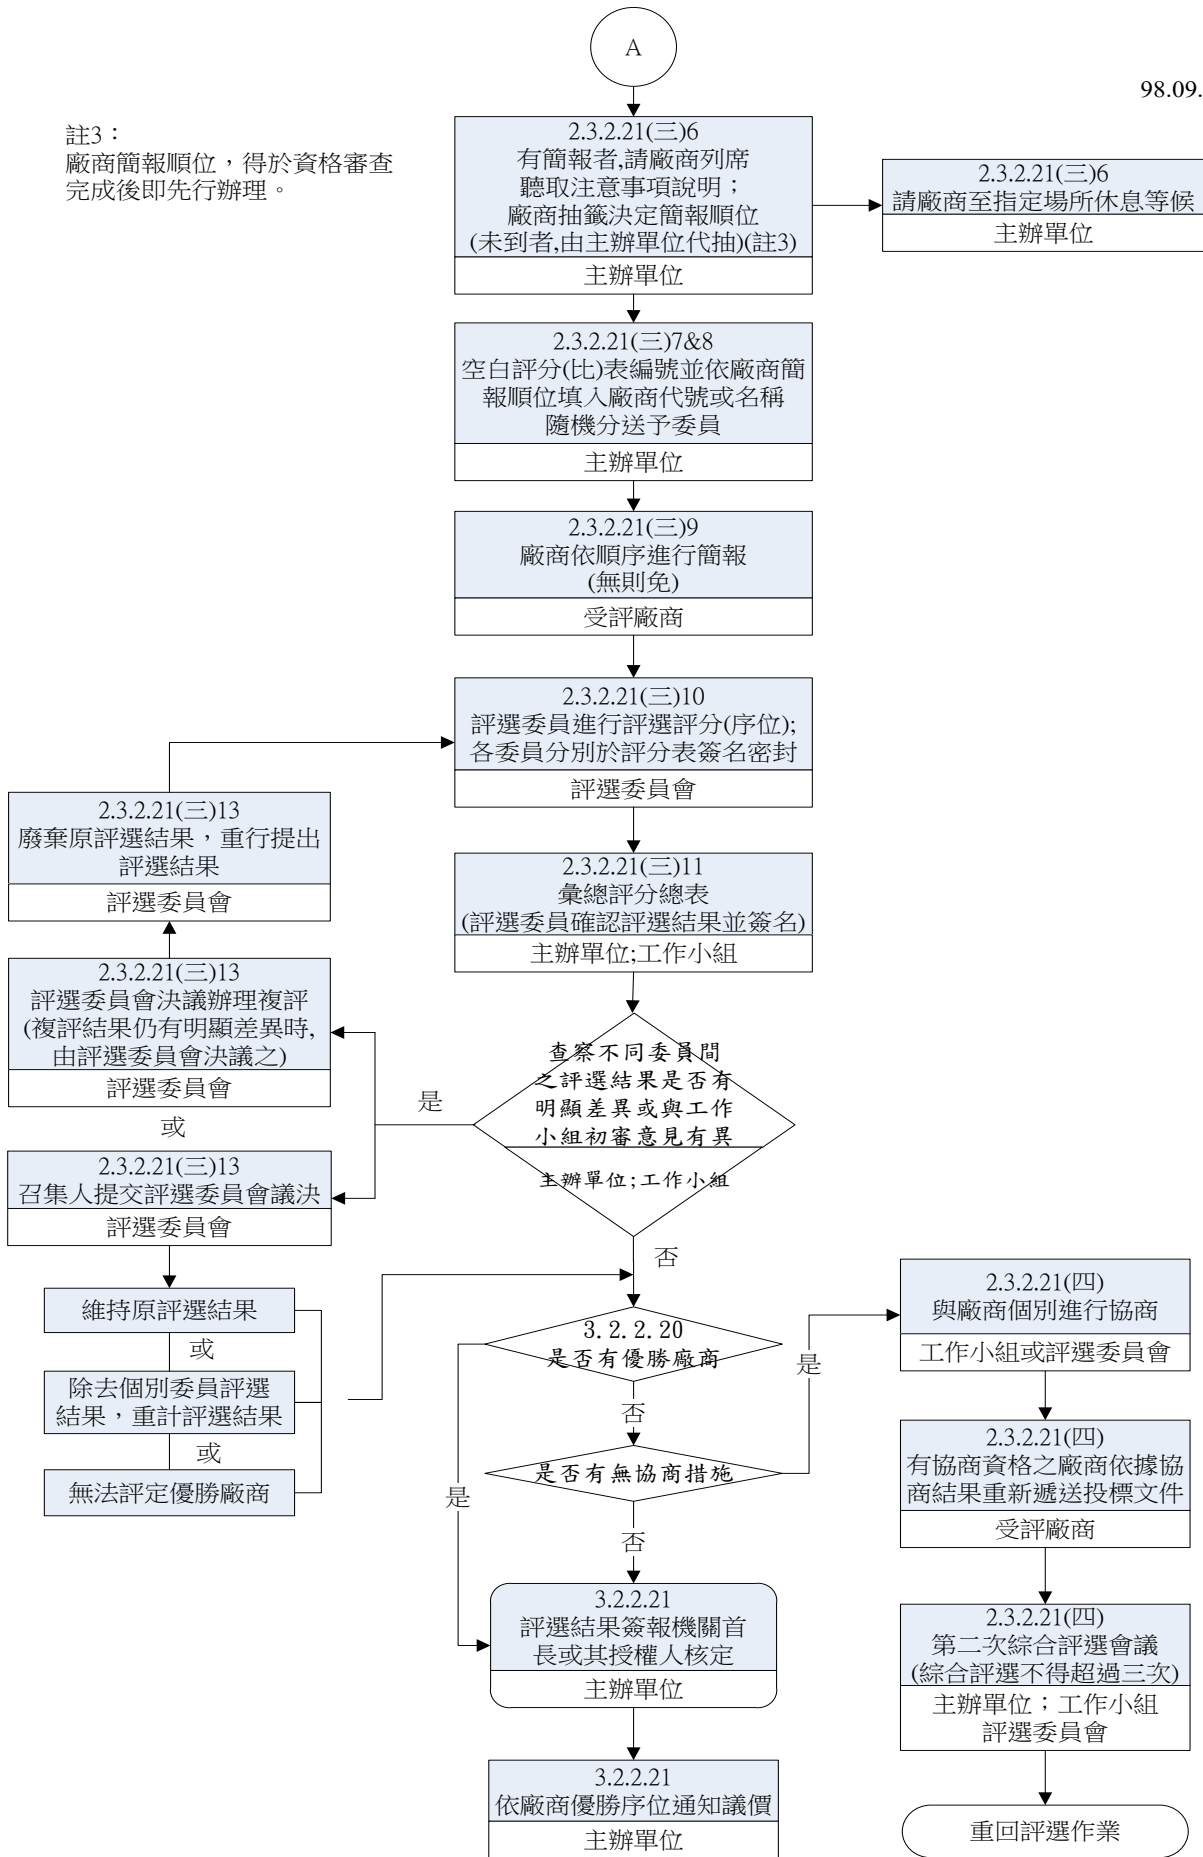 A
98.09.
註3：
廠商簡報順位，得於資格審查
完成後即先行辦理。
2.3.2.21(三)6
有簡報者,請廠商列席
聽取注意事項說明；
廠商抽籤決定簡報順位
(未到者,由主辦單位代抽)(註3)
主辦單位
2.3.2.21(三)6
請廠商至指定場所休息等候
主辦單位
2.3.2.21(三)7&8
空白評分(比)表編號並依廠商簡
報順位填入廠商代號或名稱
隨機分送予委員
主辦單位
2.3.2.21(三)9
廠商依順序進行簡報
(無則免)
受評廠商
2.3.2.21(三)10
評選委員進行評選評分(序位);
各委員分別於評分表簽名密封
評選委員會
2.3.2.21(三)13
廢棄原評選結果，重行提出
評選結果
評選委員會
2.3.2.21(三)11
彙總評分總表
(評選委員確認評選結果並簽名)
主辦單位;工作小組
2.3.2.21(三)13
評選委員會決議辦理複評
(複評結果仍有明顯差異時,
由評選委員會決議之)
評選委員會
或
是
查察不同委員間
之評選結果是否有
明顯差異或與工作
小組初審意見有異
主辦單位;工作小組
2.3.2.21(三)13
召集人提交評選委員會議決
評選委員會
否
維持原評選結果
或
除去個別委員評選
結果，重計評選結果
或
無法評定優勝廠商
3.2.2.20
是否有優勝廠商
是
否
是否有無協商措施
是
否
2.3.2.21(四)
與廠商個別進行協商
工作小組或評選委員會
2.3.2.21(四)
有協商資格之廠商依據協
商結果重新遞送投標文件
受評廠商
3.2.2.21
評選結果簽報機關首
長或其授權人核定
主辦單位
2.3.2.21(四)
第二次綜合評選會議
(綜合評選不得超過三次)
主辦單位；工作小組
評選委員會
3.2.2.21
依廠商優勝序位通知議價
主辦單位
重回評選作業